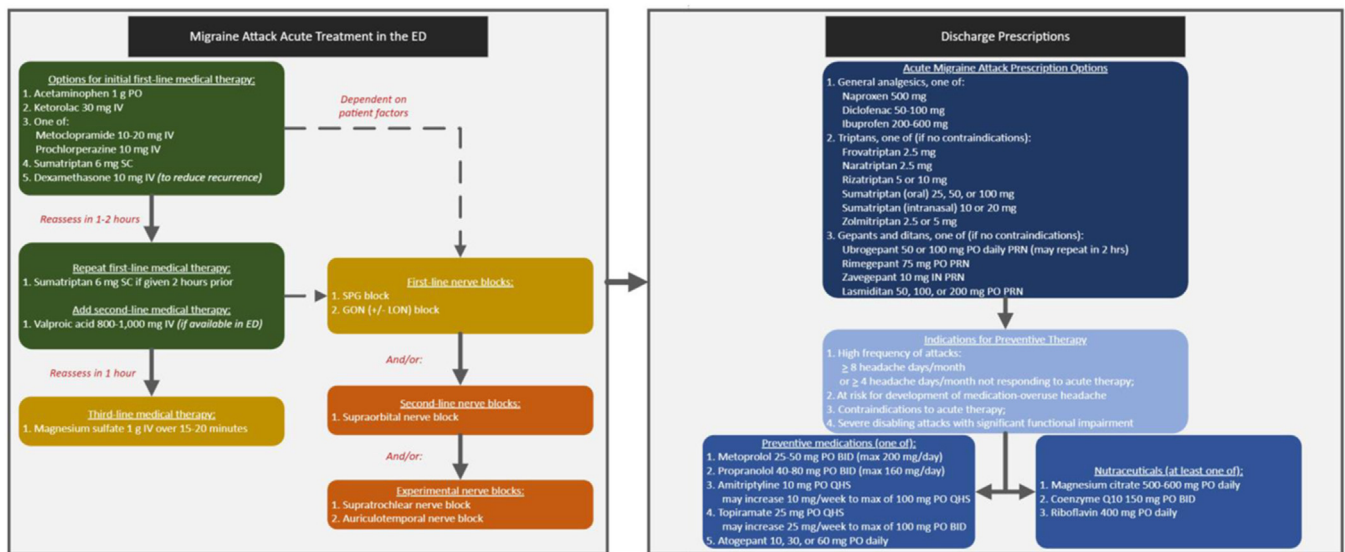 Migraine Attack Acute Treatment in the ED
Options for initial first-line medical therapy:
1. Acetaminophen 1 g PO
2. Ketorolac 30 mg IV
3. One of:
Metoclopramide 10-20 mg IV
Prochlorperazine 10 mg IV
4. Sumatriptan 6 mg SC
5. Dexamethasone 10 mg IV (to reduce recurrence)
Dependent on
patient factors
Reassess in 1-2 hours
Repeat first-line medical therapy:
1. Sumatriptan 6 mg SC if given 2 hours prior
Add second-line medical therapy:
1. Valproic acid 800-1,000 mg IV (if available in ED)
Reassess in 1 hour
Third-line medical therapy:
1. Magnesium sulfate 1 g IV over 15-20 minutes
First-line nerve blocks:
1. SPG block
2. GON (+/- LON) block
And/or:
Second-line nerve blocks:
1. Supraorbital nerve block
And/or:
Experimental nerve blocks:
1. Supratrochlear nerve block
2. Auriculotemporal nerve block
Discharge Prescriptions
Acute Migraine Attack Prescription Options
1. General analgesics, one of:
Naproxen 500 mg
Diclofenac 50-100 mg
Ibuprofen 200-600 mg
2. Triptans, one of (if no contraindications):
Frovatriptan 2.5 mg
Naratriptan 2.5 mg
Rizatriptan 5 or 10 mg
Sumatriptan (oral) 25, 50, or 100 mg
Sumatriptan (intranasal) 10 or 20 mg
Zolmitriptan 2.5 or 5 mg
3. Gepants and ditans, one of (if no contraindications):
Ubrogepant 50 or 100 mg PO daily PRN (may repeat in 2 hrs)
Rimegepant 75 mg PO PRN
Zavegepant 10 mg IN PRN
Lasmiditan 50, 100, or 200 mg PO PRN
Indications for Preventive Therapy
1. High frequency of attacks:
≥ 8 headache days/month
or ≥ 4 headache days/month not responding to acute therapy;
2. At risk for development of medication-overuse headache
3. Contraindications to acute therapy;
4. Severe disabling attacks with significant functional impairment
Preventive medications (one of):
1. Metoprolol 25-50 mg PO BID (max 200 mg/day)
2. Propranolol 40-80 mg PO BID (max 160 mg/day)
3. Amitriptyline 10 mg PO QHS
may increase 10 mg/week to max of 100 mg PO QHS
4. Topiramate 25 mg PO QHS
may increase 25 mg/week to max of 100 mg PO BID
5. Atogepant 10, 30, or 60 mg PO daily
Nutraceuticals (at least one of):
1. Magnesium citrate 500-600 mg PO daily
2. Coenzyme Q10 150 mg PO BID
3. Riboflavin 400 mg PO daily